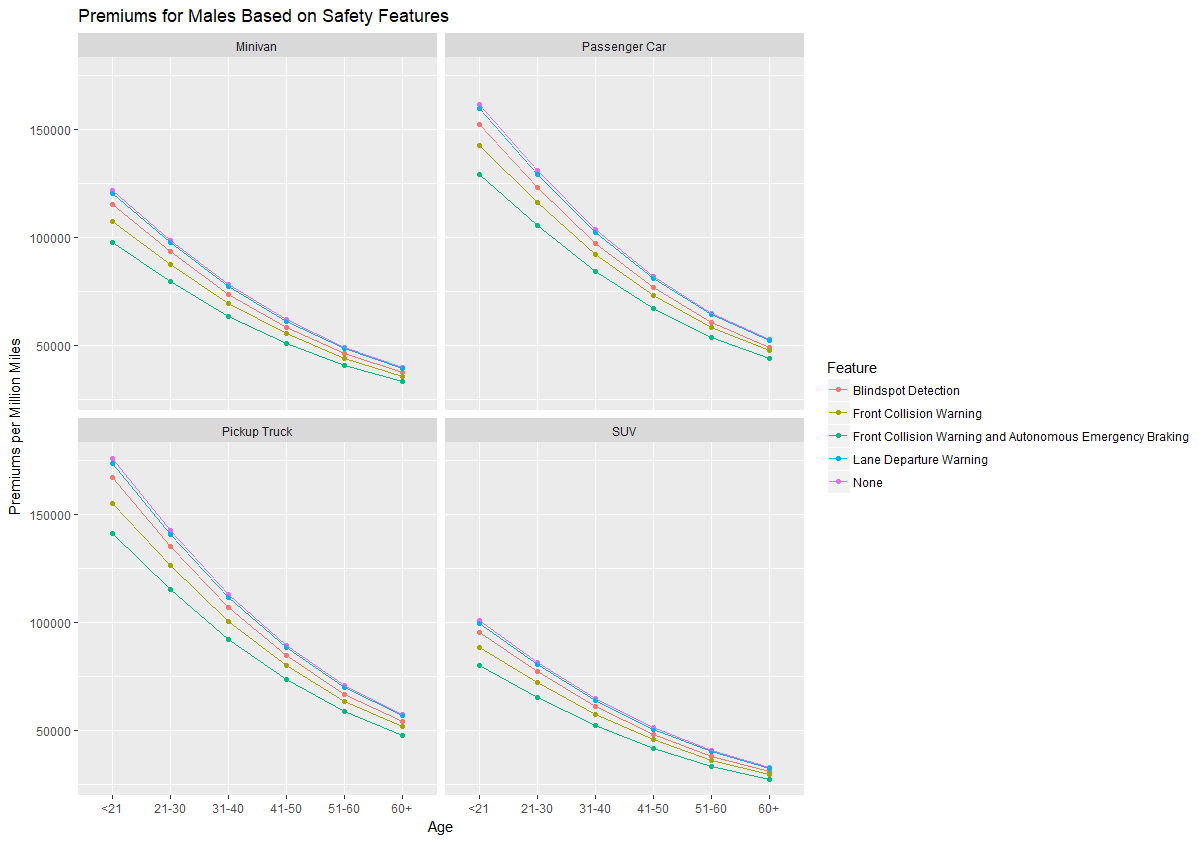 Premiums for Males Based on Safety Features
Minivan
Passenger Car
150000
100000
50000
Pickup Truck
SUV
150000
100000
50000
Premiums per Million Miles
<21
21-30
31-40
41-50
51-60
60+
<21
21-30
31-40
41-50
51-60
60+
Age
Feature
Blindspot Detection
Front Collision Warning
Front Collision Warning and Autonomous Emergency Braking
Lane Departure Warning
None